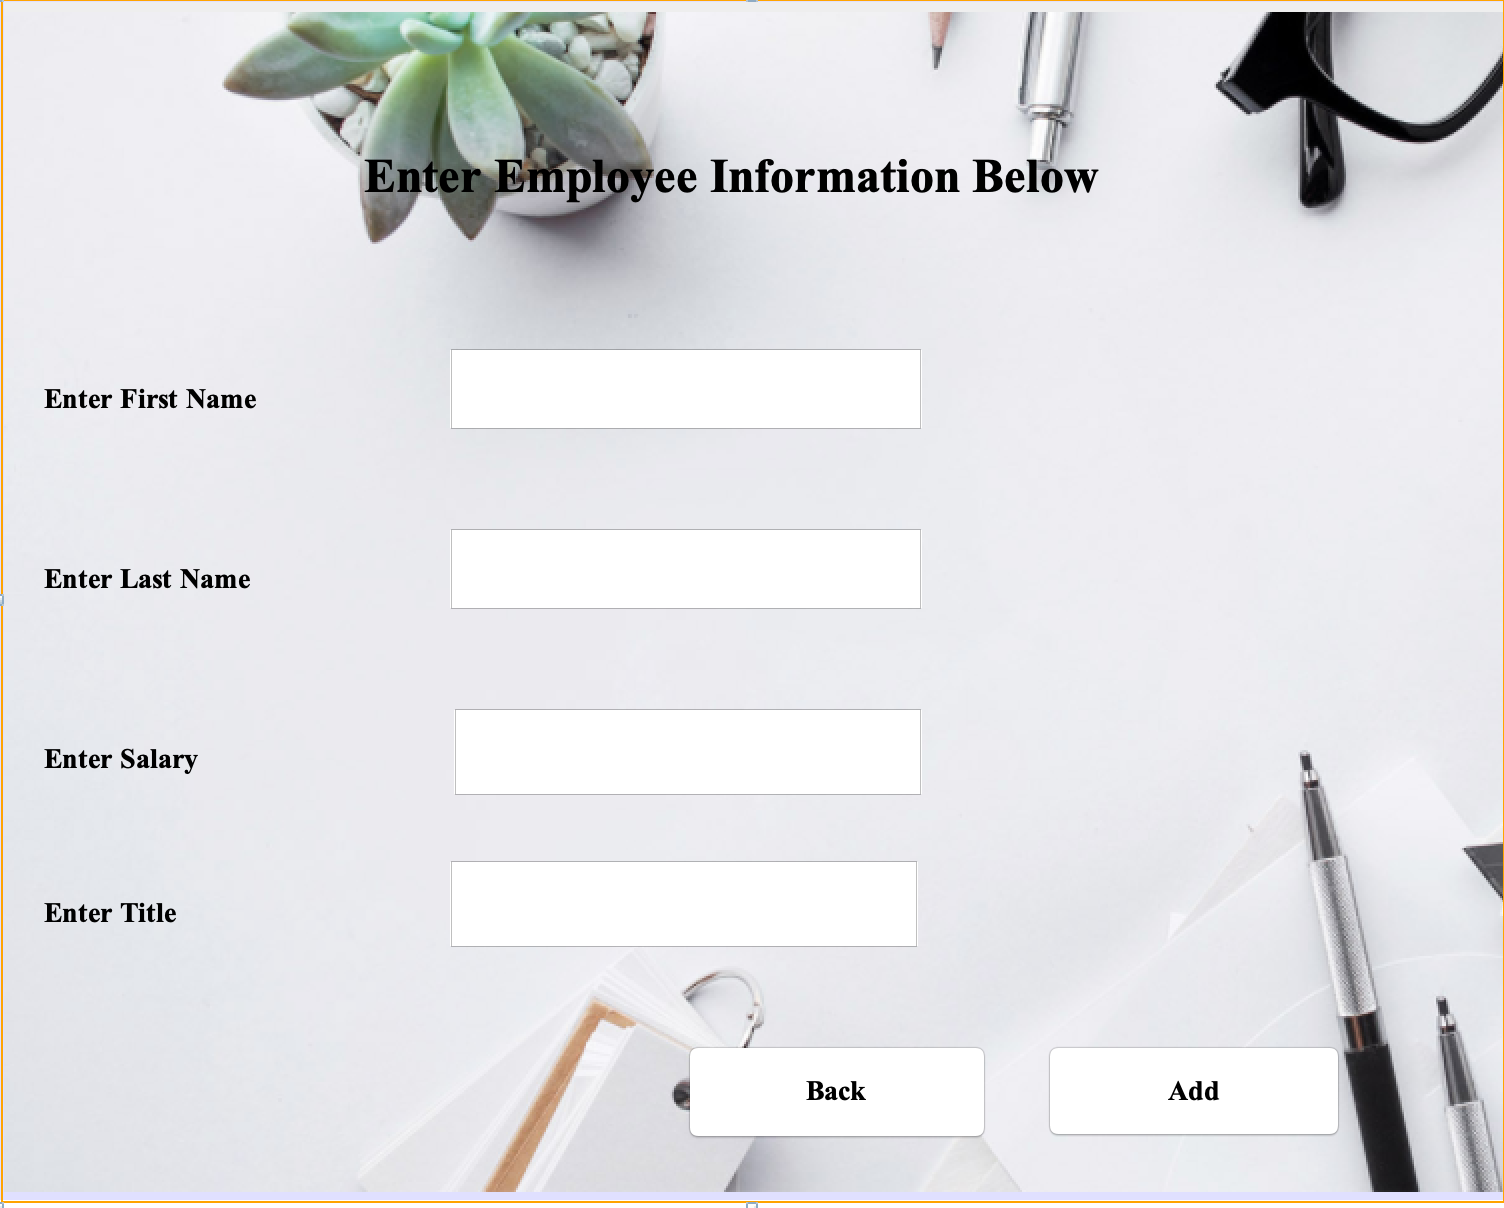 Enter Employee Information Below
Enter First Name
Enter Last Name
Enter Salary
Enter Title
Back
Add